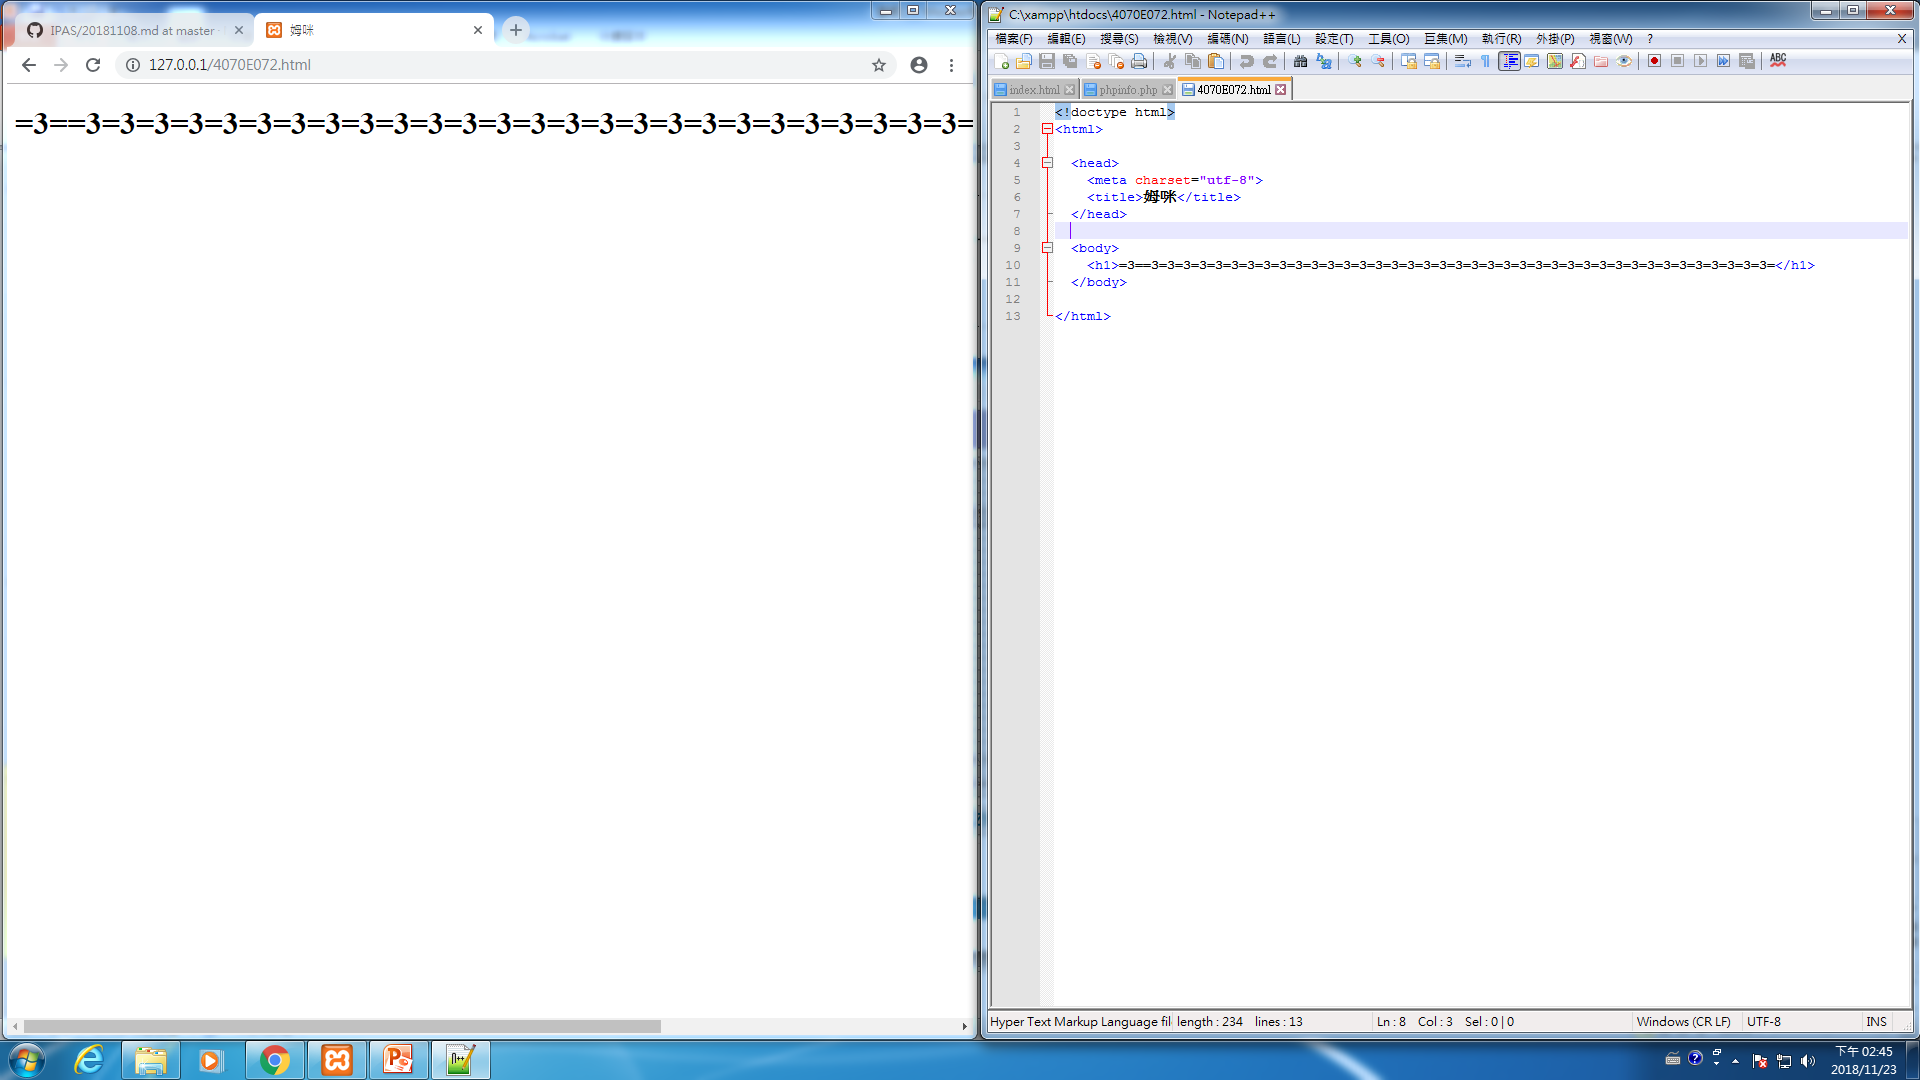 IPAS/20181108.md at master
姆咪
127.0.0.1/4070E072.html
=3==3=3=3=3=3=3=3=3=3=3=3=3=3=3=3=3=3=3=3=3=3=3=3=3=3=3=
C:\xampp\htdocs\4070E072.html - Notepad++
檔案(F) 編輯(E) 搜尋(S) 檢視(V) 編碼(N) 語言(L) 設定(T) 工具(O) 巨集(M) 執行(R) 外掛(P) 視窗(W) ? X
index.html phpinfo.php 4070E072.html
1 <!doctype html>
2 <html>
3
4 <head>
5 <meta charset="utf-8">
6 <title>姆咪</title>
7 </head>
8
9 <body>
10 <h1>=3==3=3=3=3=3=3=3=3=3=3=3=3=3=3=3=3=3=3=3=3=3=3=3=3=3=3=3=3=3=3=3=3=3=3=3=3=3=3=3=</h1>
11 </body>
12
13 </html>
Hyper Text Markup Language fil length : 234 lines : 13 Ln : 8 Col : 3 Sel : 0 | 0 Windows (CR LF) UTF-8 INS
下午 02:45
2018/11/23